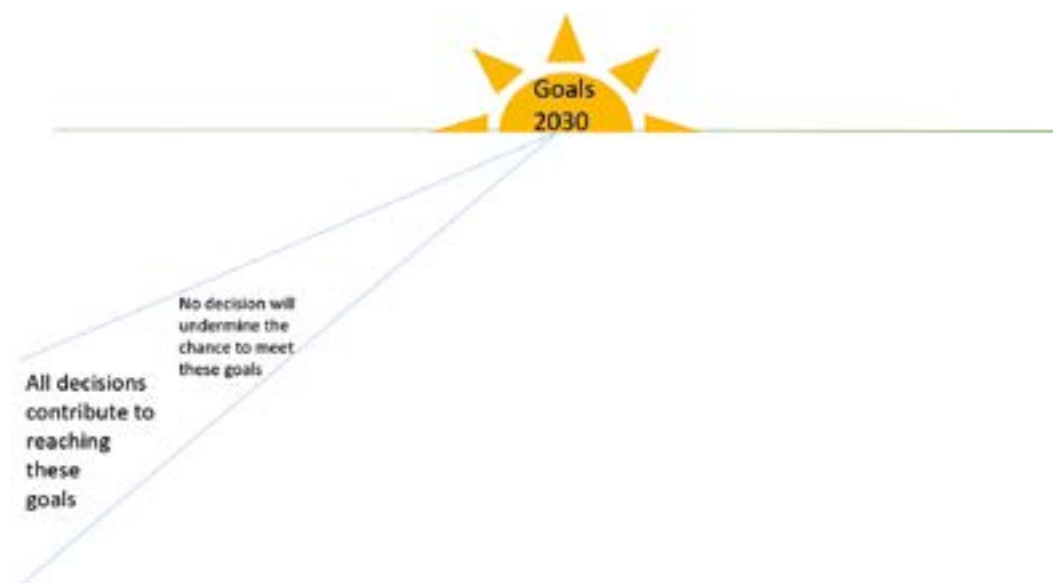 Goals
2030
No decision will
undermine the
chance to meet
these goals
All decisions
contribute to
reaching
these
goals